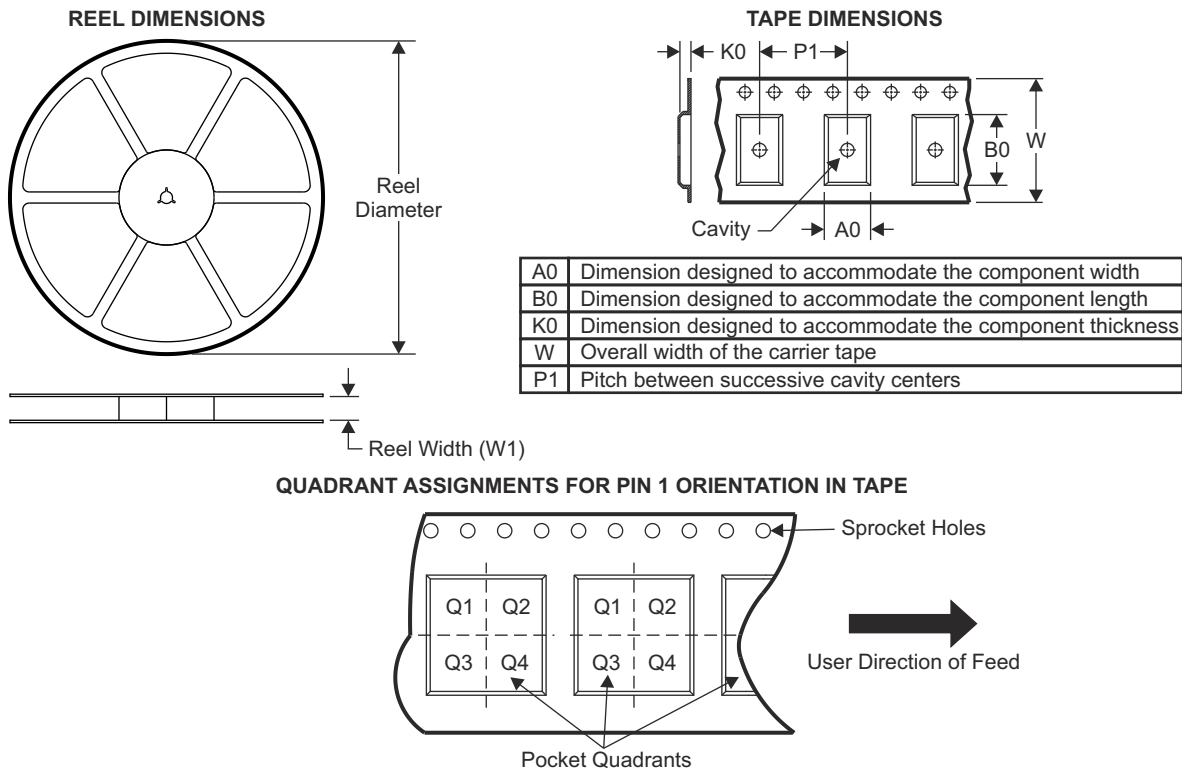 REEL DIMENSIONS
Reel
Diameter
Reel Width (W1)
TAPE DIMENSIONS
K0
P1
B0
W
Cavity
A0
A0 Dimension designed to accommodate the component width
B0 Dimension designed to accommodate the component length
K0 Dimension designed to accommodate the component thickness
W Overall width of the carrier tape
P1 Pitch between successive cavity centers
QUADRANT ASSIGNMENTS FOR PIN 1 ORIENTATION IN TAPE
Sprocket Holes
Q1 Q2 Q1 Q2
Q3 Q4 Q3 Q4
User Direction of Feed
Pocket Quadrants